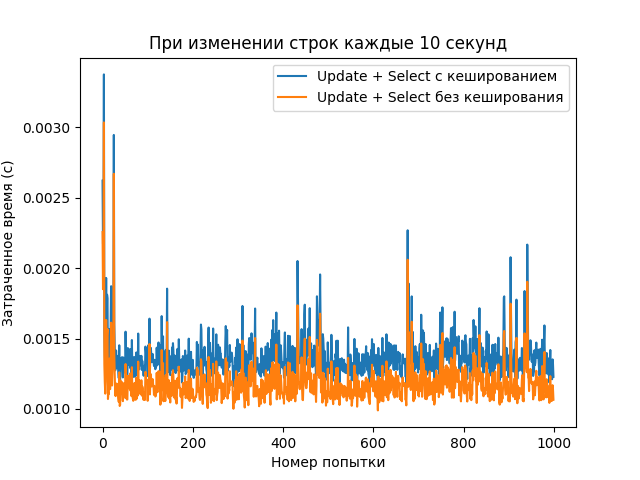 При изменении строк каждые 10 секунд
Update + Select с кешированием
Update + Select без кеширования
Затраченное время (с)
0.0030
0.0025
0.0020
0.0015
0.0010
0
200
400
600
800
1000
Номер попытки